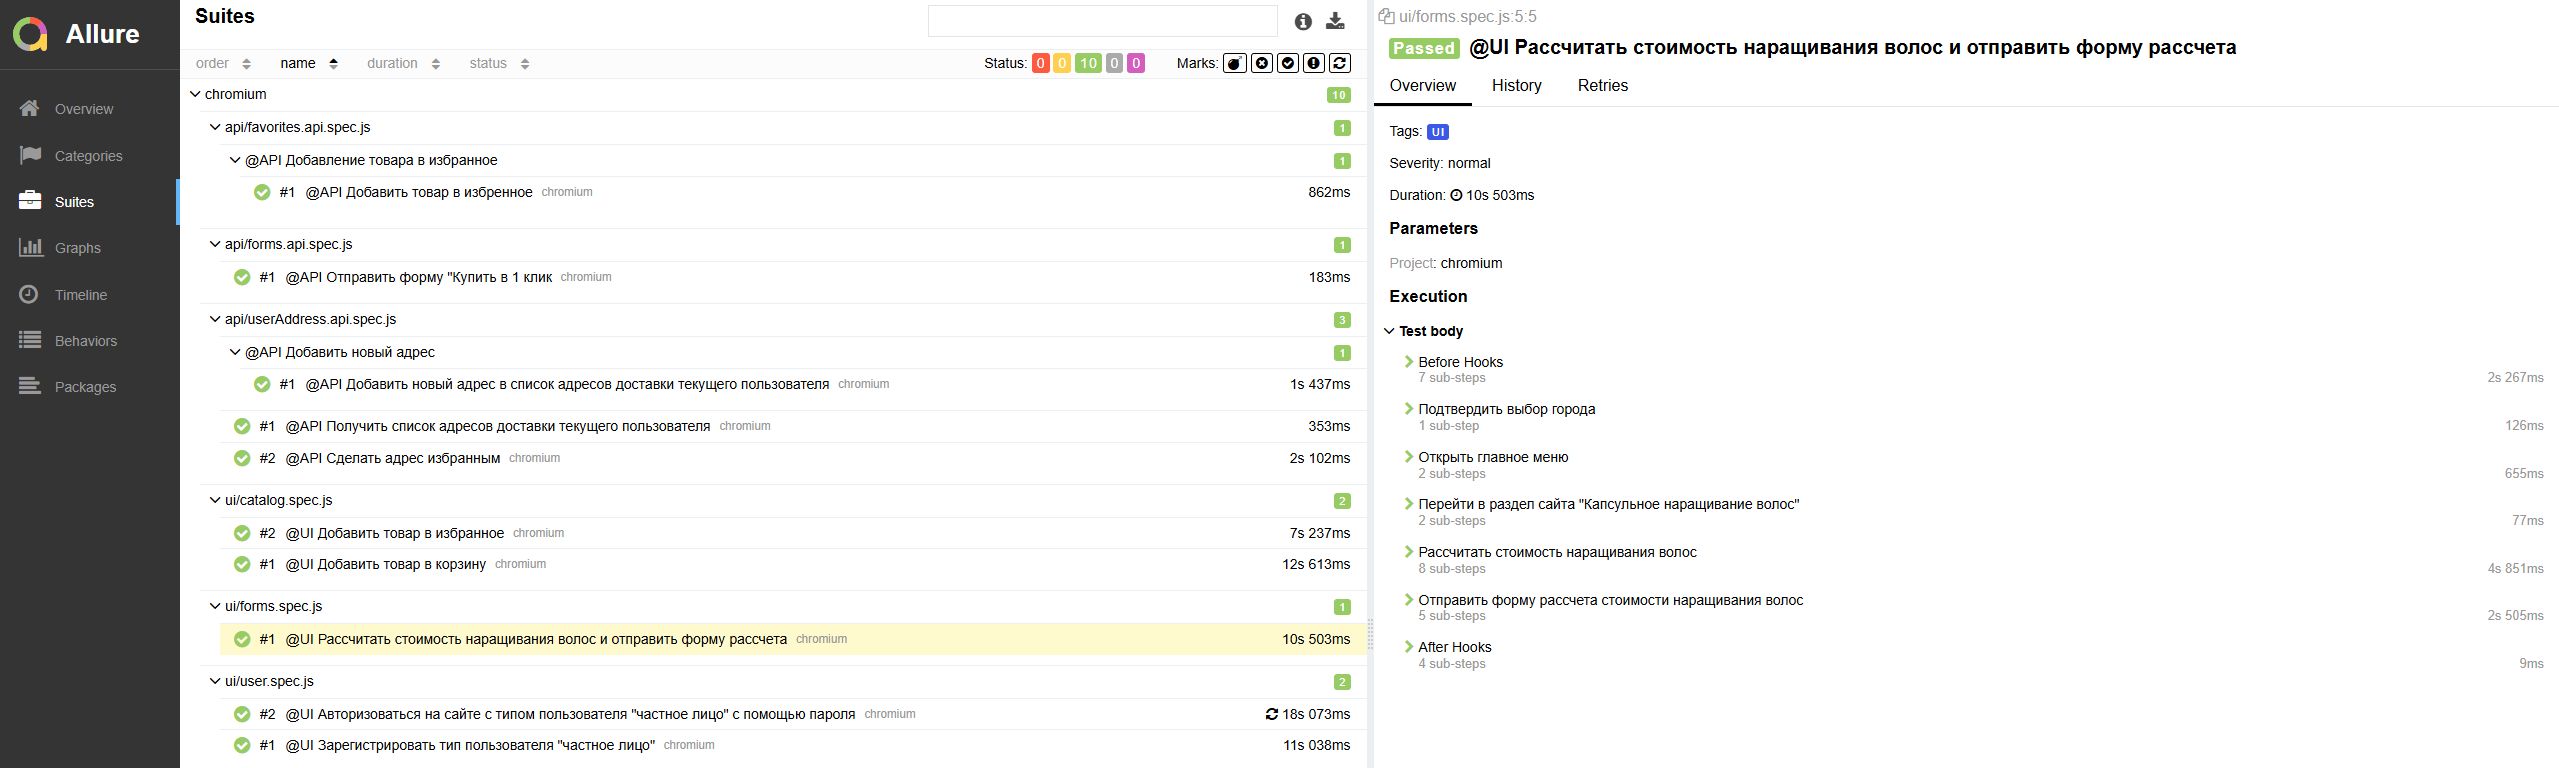 Allure
Overview
Categories
Suites
Graphs
Timeline
Behaviors
Packages
Suites
order name duration status
Status: 0 0 10 0 0 Marks:
chromium 10
api/favorites.api.spec.js 1
@API Добавление товара в избранное 1
#1 @API Добавить товар в избренное chromium 862ms
api/forms.api.spec.js 1
#1 @API Отправить форму "Купить в 1 клик chromium 183ms
api/userAddress.api.spec.js 3
@API Добавить новый адрес 1
#1 @API Добавить новый адрес в список адресов доставки текущего пользователя chromium 1s 437ms
#1 @API Получить список адресов доставки текущего пользователя chromium 353ms
#2 @API Сделать адрес избранным chromium 2s 102ms
ui/catalog.spec.js 2
#2 @UI Добавить товар в избранное chromium 7s 237ms
#1 @UI Добавить товар в корзину chromium 12s 613ms
ui/forms.spec.js 1
#1 @UI Рассчитать стоимость наращивания волос и отправить форму рассчета chromium 10s 503ms
ui/user.spec.js 2
#2 @UI Авторизоваться на сайте с типом пользователя "частное лицо" с помощью пароля chromium 18s 073ms
#1 @UI Зарегистрировать тип пользователя "частное лицо" chromium 11s 038ms
ui/forms.spec.js:5:5
Passed @UI Рассчитать стоимость наращивания волос и отправить форму рассчета
Overview History Retries
Tags: UI
Severity: normal
Duration: 10s 503ms
Parameters
Project: chromium
Execution
Test body
Before Hooks
7 sub-steps 2s 267ms
Подтвердить выбор города
1 sub-step 126ms
Открыть главное меню
2 sub-steps 655ms
Перейти в раздел сайта "Капсульное наращивание волос"
2 sub-steps 77ms
Рассчитать стоимость наращивания волос
8 sub-steps 4s 851ms
Отправить форму рассчета стоимости наращивания волос
5 sub-steps 2s 505ms
After Hooks
4 sub-steps 9ms